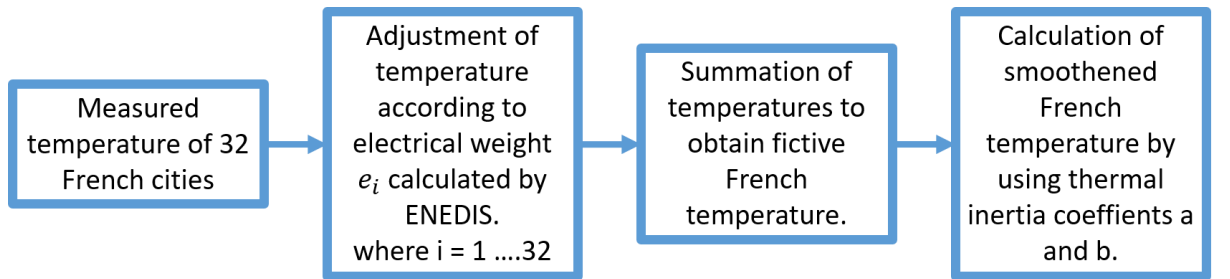 Measured
temperature of 32
French cities
Adjustment of
temperature
according to
electrical weight
e_i calculated by
ENEDIS.
where i = 1 ....32
Summation of
temperatures to
obtain fictive
French
temperature.
Calculation of
smoothened
French
temperature by
using thermal
inertia coeffients a
and b.